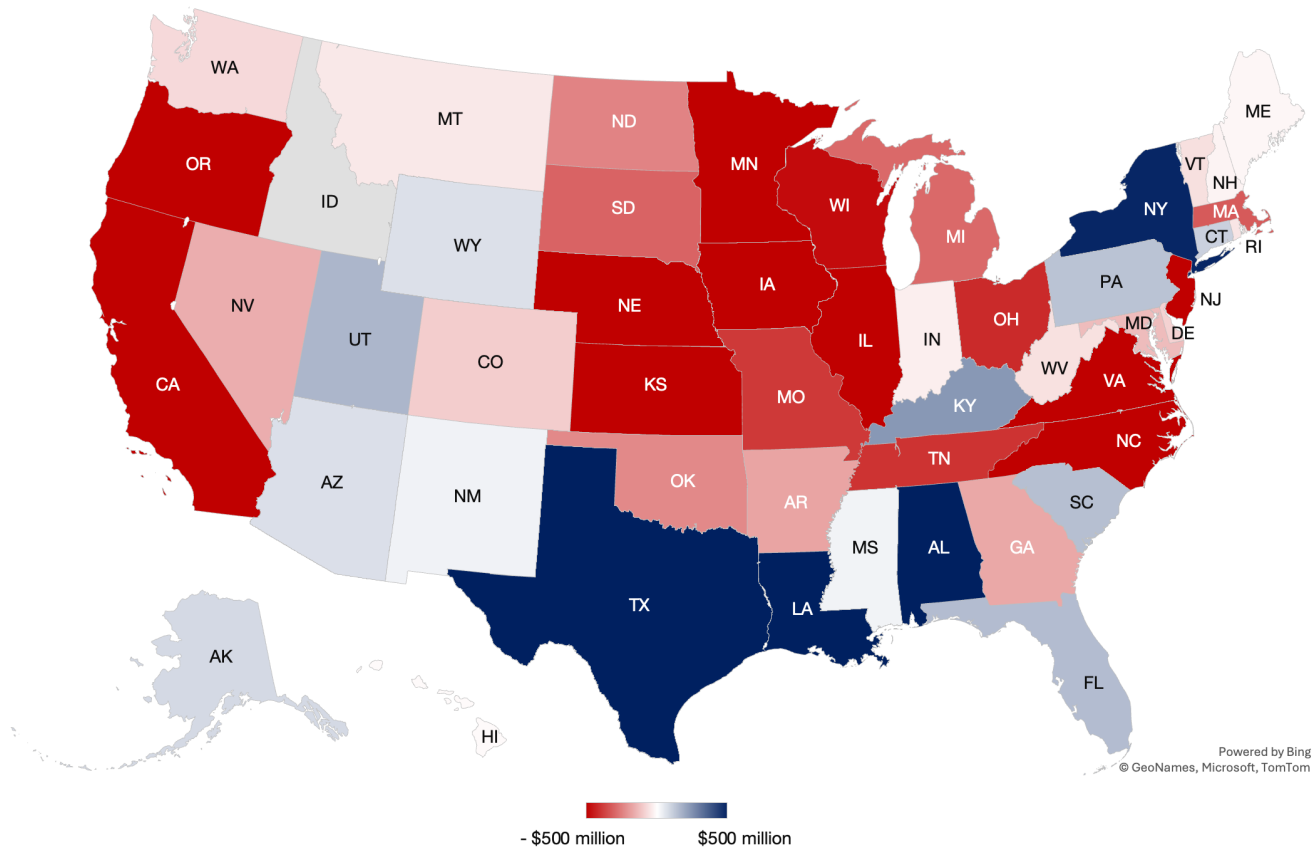 WA
MT
ND
MN
ME
VT
NH
OR
ID
SD
WI
MI
NY
MA
CT
RI
WY
NE
IA
PA
NJ
NV
UT
CO
IL
IN
OH
MD
DE
WV
CA
KS
MO
KY
VA
NC
AZ
NM
OK
AR
TN
SC
MS
AL
GA
TX
LA
FL
AK
HI
Powered by Bing
© GeoNames, Microsoft, TomTom
- $500 million $500 million